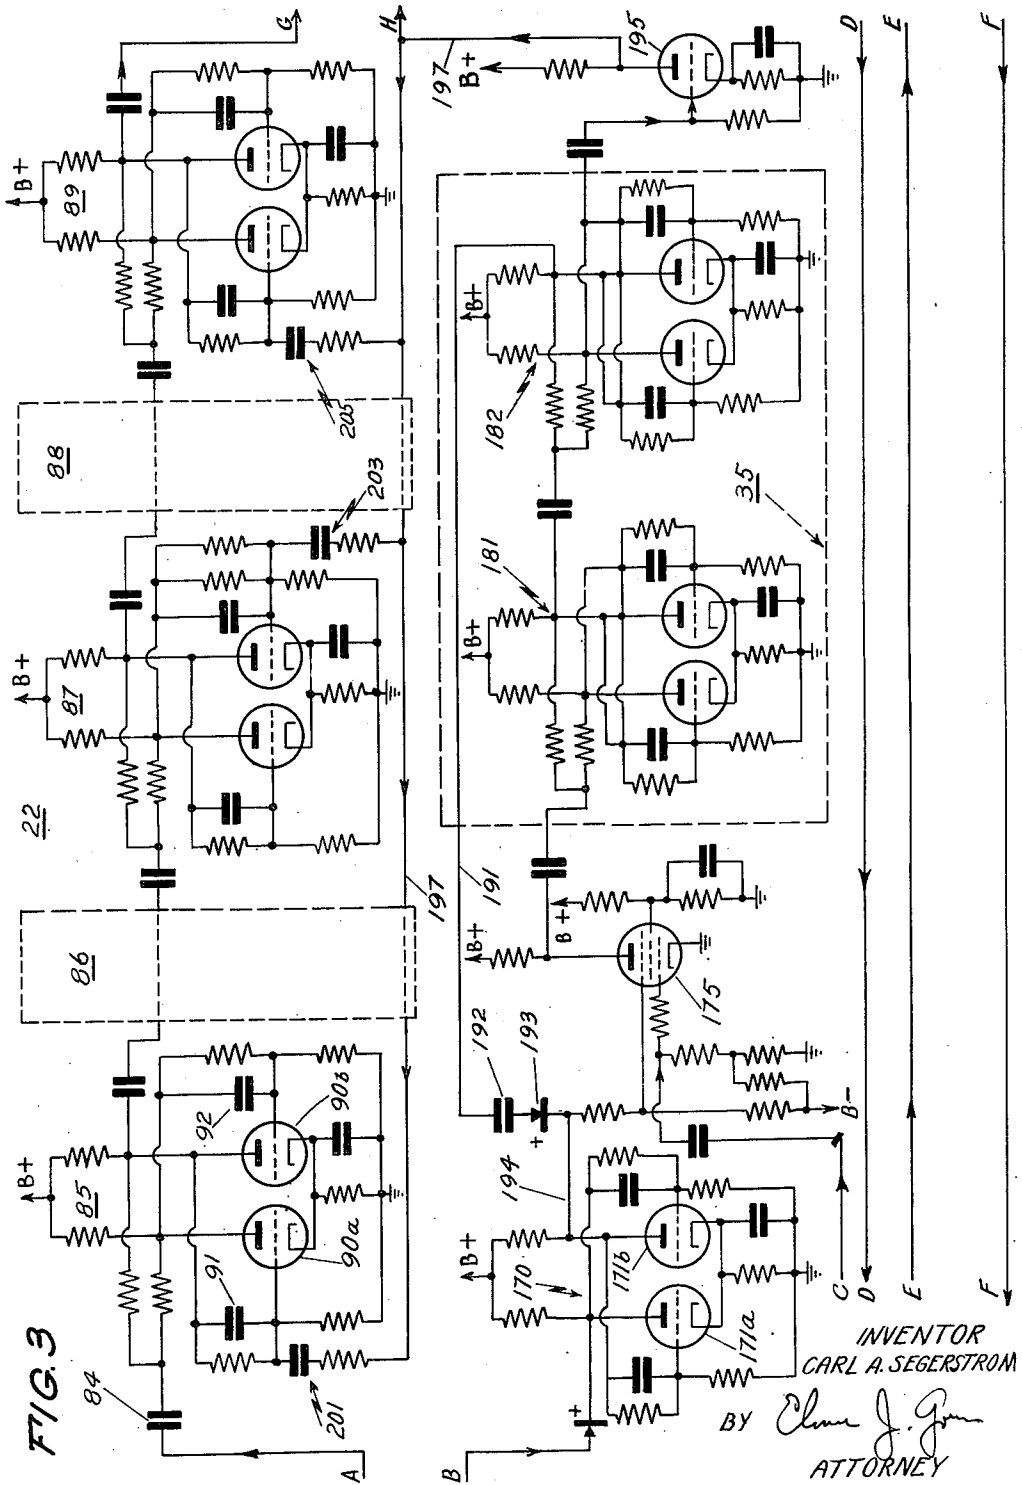 FIG. 3
A
84
201
91
90a
90b
92
85
B+
86
22
87
B+
197
203
88
205
89
B+
G
H
B
170
171a
171b
B+
194
192
193
+
+
B-
175
B+
B+
191
181
B+
35
182
B+
B+
197
195
C
D
D
E
E
F
F
INVENTOR
CARL A. SEGERSTROM
BY
ATTORNEY